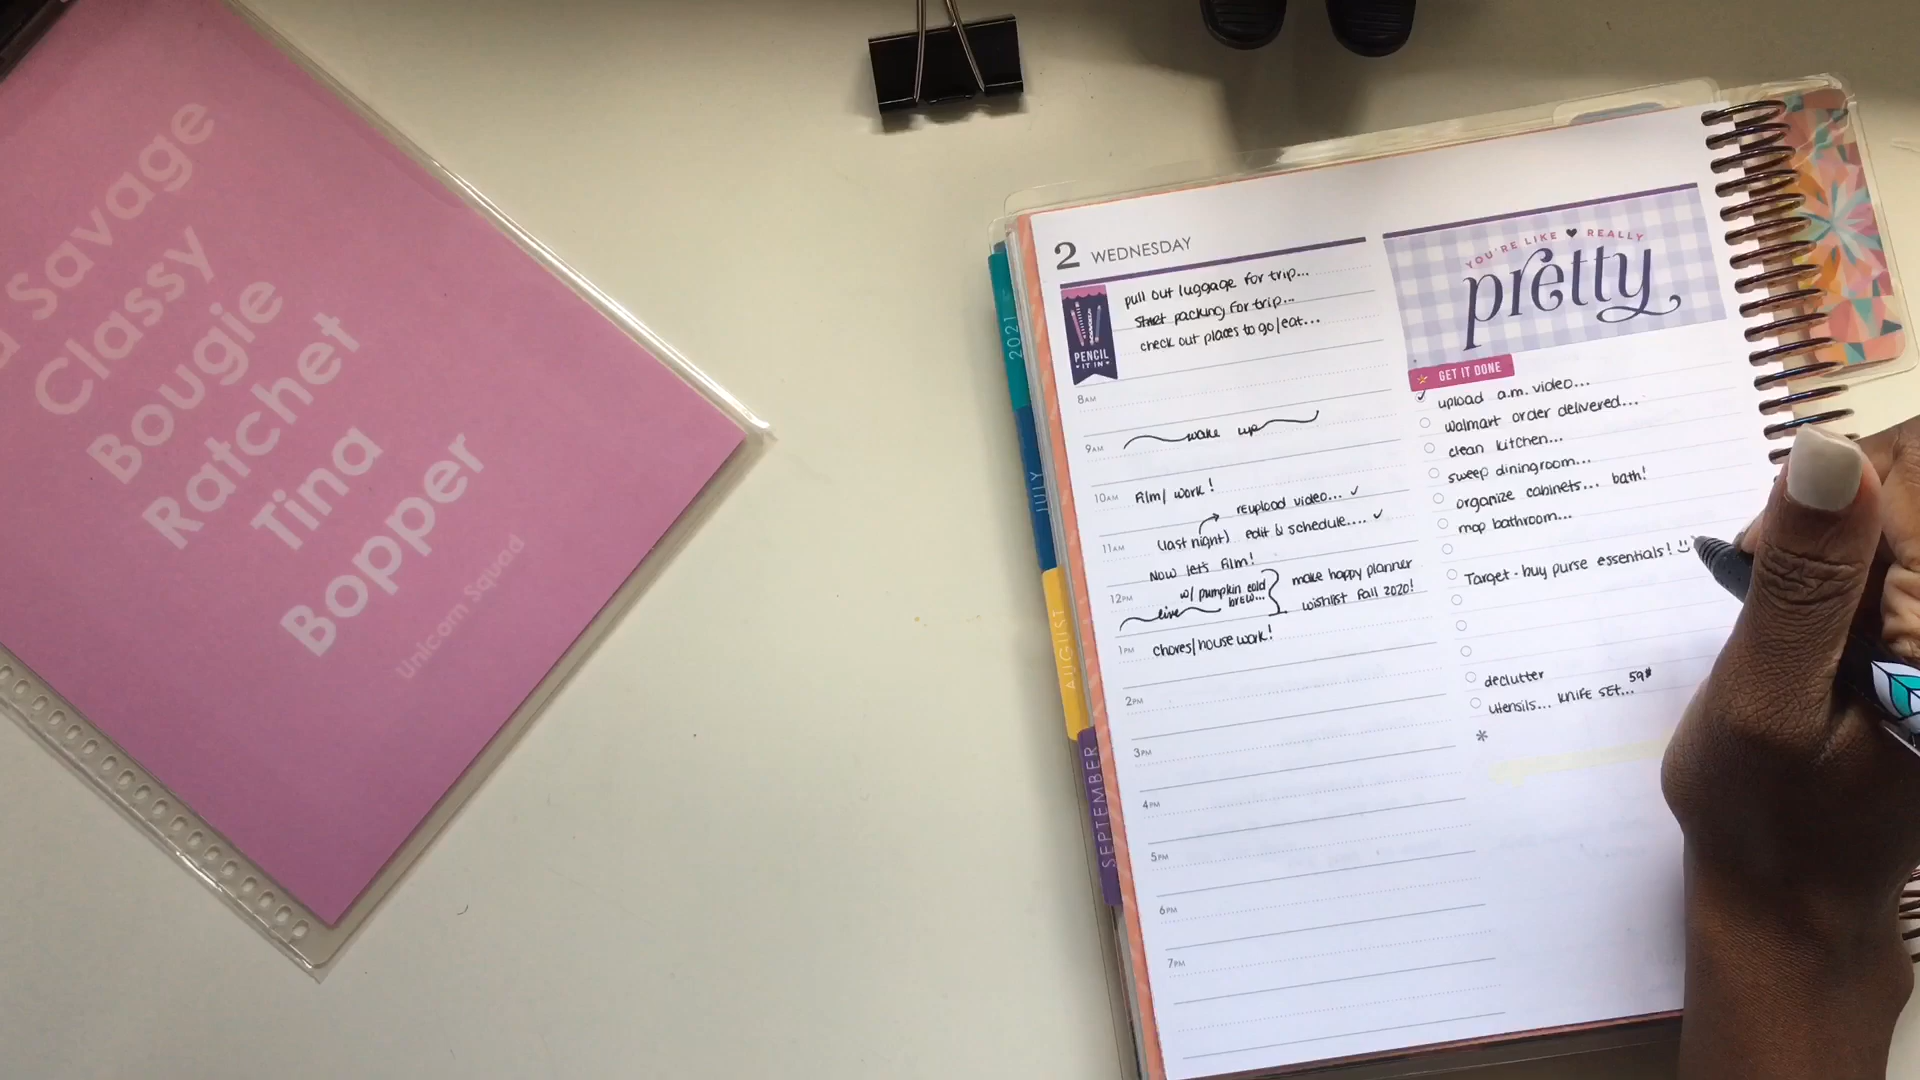 Savage
Classy
Bougie
Ratchet
Tina
Bopper
Unicorn Squad
2021
JULY
AUGUST
SEPTEMBER
2 WEDNESDAY
PENCIL
IT IN
pull out luggage for trip...
start packing for trip...
check out places to go/eat...
8AM
9AM wake up
10AM Film/work!
reupload video... ✓
11AM (last night) edit & schedule.... ✓
Now let's film!
12PM w/ pumpkin cold
brew...
live
make happy planner
wishlist Fall 2020!
1PM chores/housework!
2PM
3PM
4PM
5PM
6PM
7PM
YOU'RE LIKE ♥ REALLY
pretty
GET IT DONE
✓ upload a.m. video...
walmart order delivered...
clean kitchen...
sweep diningroom...
organize cabinets... bath!
mop bathroom...
Target - buy purse essentials!
declutter
utensils... knife set... 59#
*